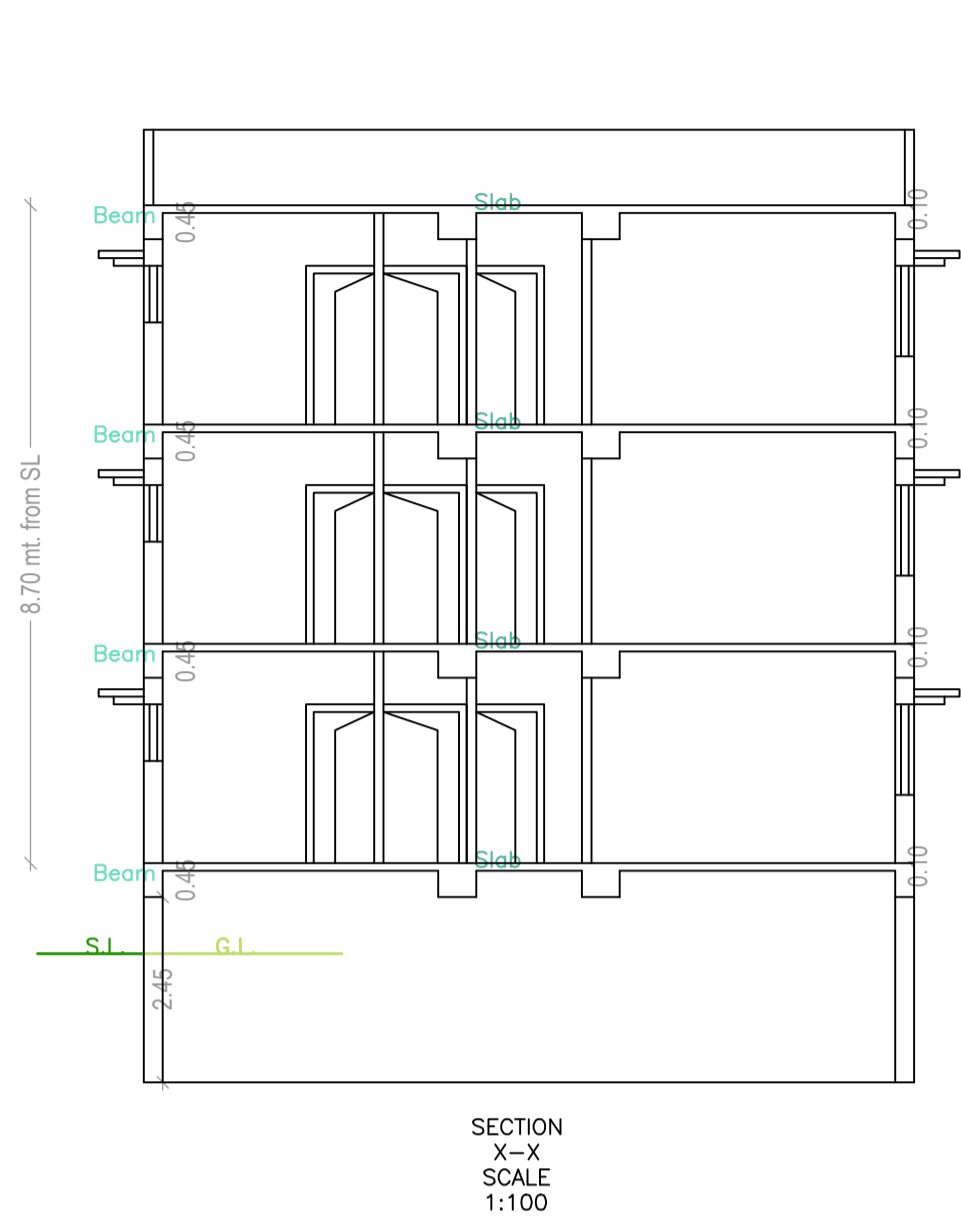 Slab
Beam
0.45
0.10
Slab
Beam
0.45
0.10
8.70 mt. from SL
Slab
Beam
0.45
0.10
Slab
Beam
0.45
0.10
S.L.
G.L.
2.45
SECTION
X-X
SCALE
1:100